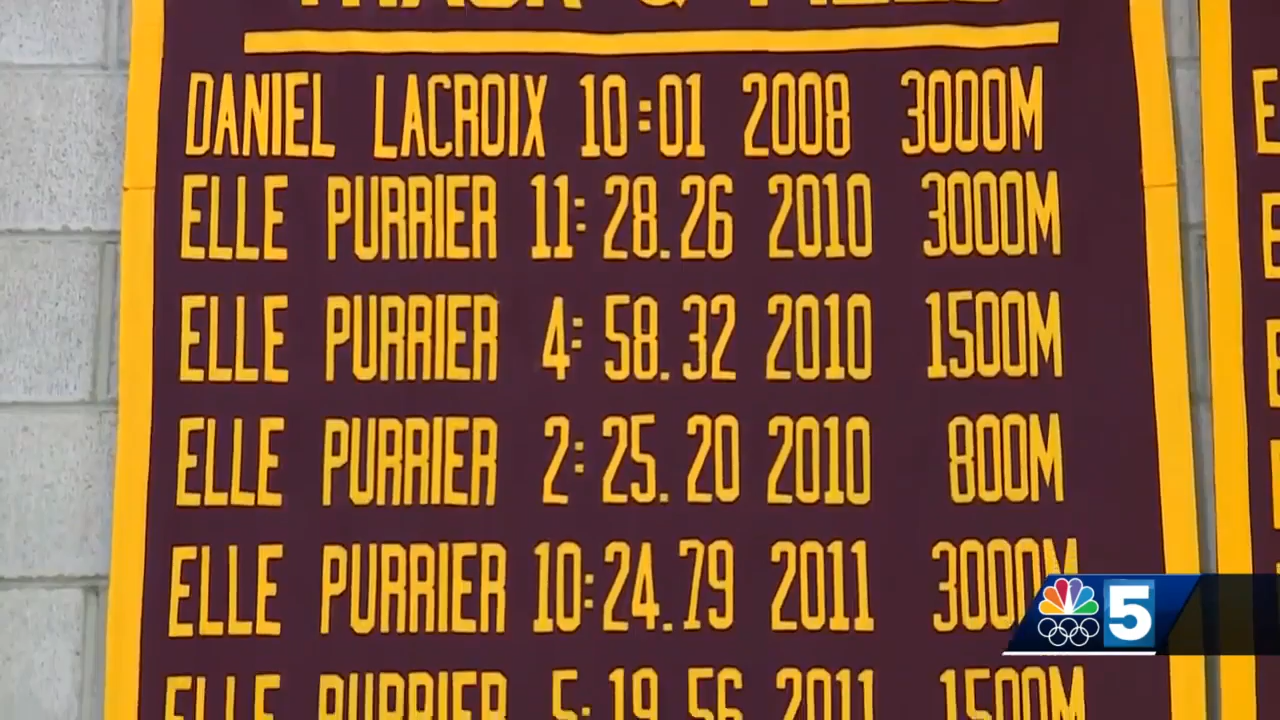 TRACK & FIELD
DANIEL LACROIX 10:01 2008 3000M
ELLE PURRIER 11:28.26 2010 3000M
ELLE PURRIER 4:58.32 2010 1500M
ELLE PURRIER 2:25.20 2010 800M
ELLE PURRIER 10:24.79 2011 3000M
ELLE PURRIER 5:19.56 2011 1500M
5